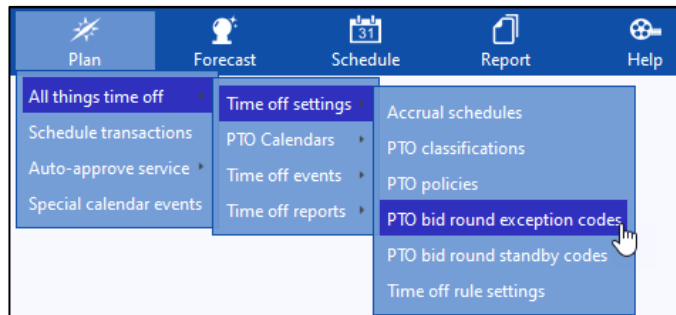 Plan
Forecast
31
Schedule
Report
Help
All things time off
Schedule transactions
Auto-approve service
Special calendar events
Time off settings
PTO Calendars
Time off events
Time off reports
Accrual schedules
PTO classifications
PTO policies
PTO bid round exception codes
PTO bid round standby codes
Time off rule settings